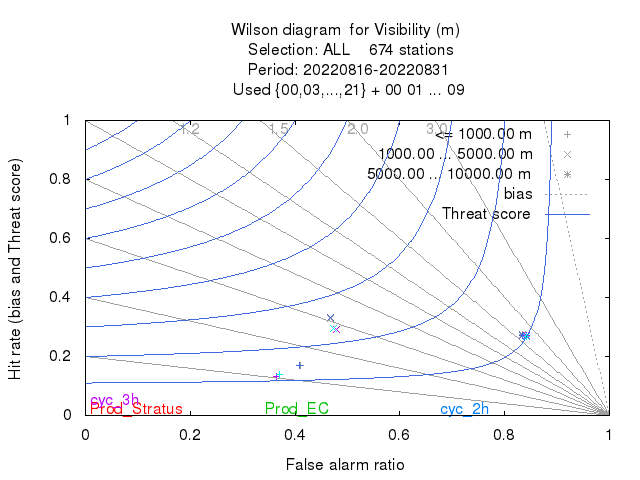 Wilson diagram for Visibility (m)
Selection: ALL 674 stations
Period: 20220816-20220831
Used {00,03,...,21} + 00 01 ... 09
1
0.8
0.6
0.4
0.2
0
Hit rate (bias and Threat score)
1.2 1.5 2.0 3.0
<= 1000.00 m
1000.00 ... 5000.00 m
5000.00 ... 10000.00 m
bias
Threat score
cyc_3h
Prod_Stratus Prod_EC cyc_2h
0 0.2 0.4 0.6 0.8 1
False alarm ratio